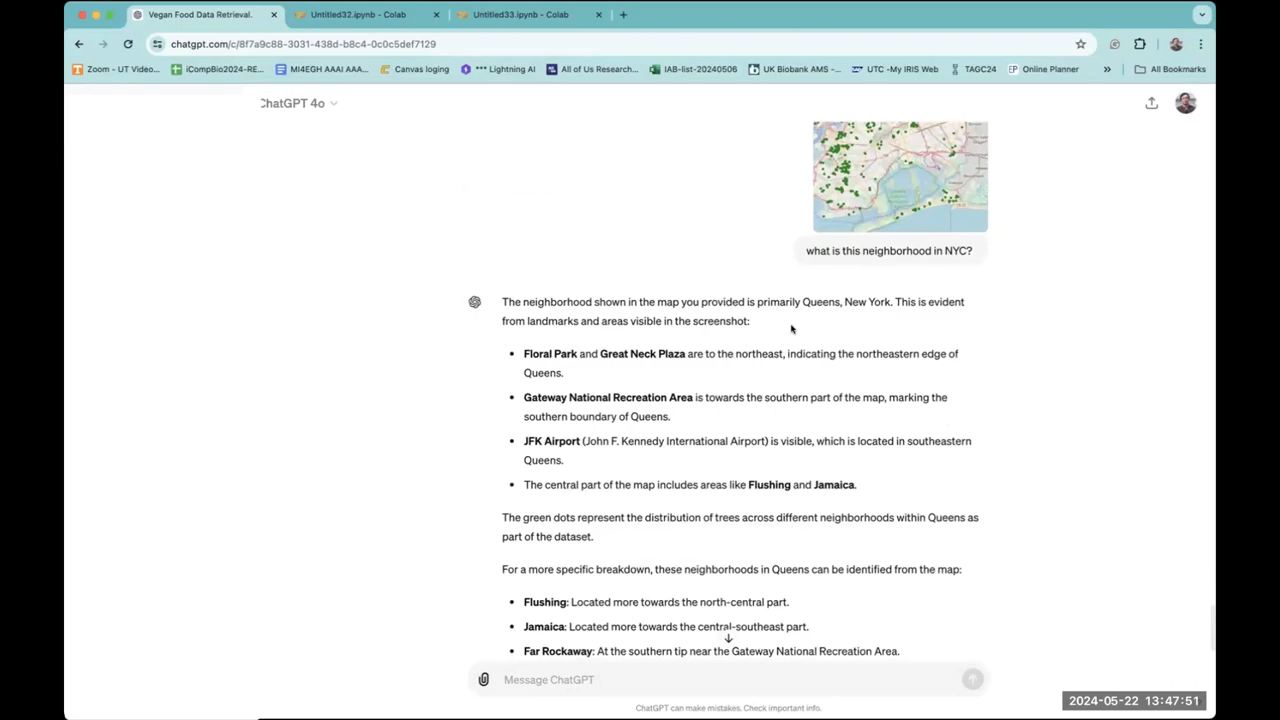 Vegan Food Data Retrieval.
Untitled32.ipynb - Colab
Untitled33.ipynb - Colab
chatgpt.com/c/8f7a9c88-3031-438d-b8c4-0c0c5def7129
Zoom - UT Video...
iCompBio2024-RE...
MI4EGH AAAI AAA...
Canvas loging
*** Lightning AI
All of Us Research...
IAB-list-20240506
UK Biobank AMS -...
UTC -My IRIS Web
TAGC24
EP Online Planner
»
All Bookmarks
ChatGPT 4o
what is this neighborhood in NYC?
The neighborhood shown in the map you provided is primarily Queens, New York. This is evident
from landmarks and areas visible in the screenshot:
• Floral Park and Great Neck Plaza are to the northeast, indicating the northeastern edge of
Queens.
• Gateway National Recreation Area is towards the southern part of the map, marking the
southern boundary of Queens.
• JFK Airport (John F. Kennedy International Airport) is visible, which is located in southeastern
Queens.
• The central part of the map includes areas like Flushing and Jamaica.
The green dots represent the distribution of trees across different neighborhoods within Queens as
part of the dataset.
For a more specific breakdown, these neighborhoods in Queens can be identified from the map:
• Flushing: Located more towards the north-central part.
• Jamaica: Located more towards the central-southeast part.
• Far Rockaway: At the southern tip near the Gateway National Recreation Area.
Message ChatGPT
2024-05-22 13:47:51
ChatGPT can make mistakes. Check important info.